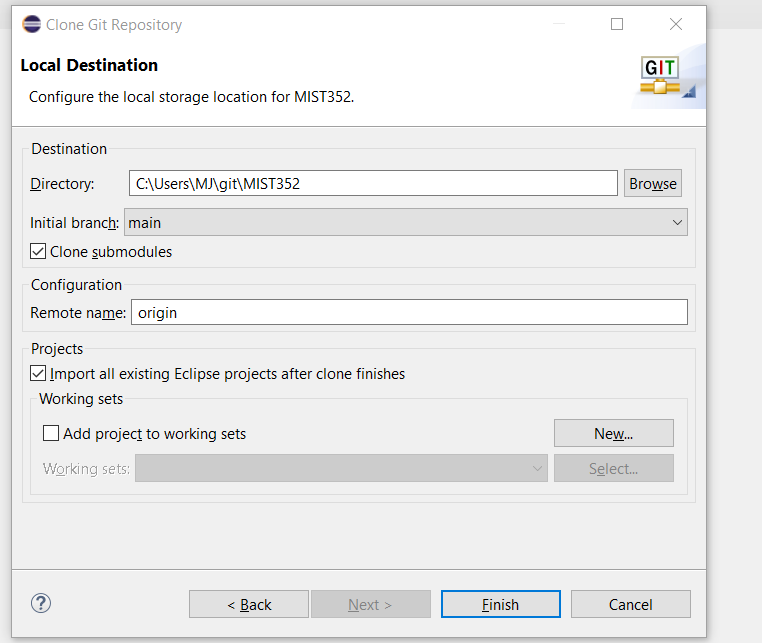 Clone Git Repository
Local Destination
Configure the local storage location for MIST352.
GIT
Destination
Directory: C:\Users\MJ\git\MIST352 Browse
Initial branch: main
Clone submodules
Configuration
Remote name: origin
Projects
Import all existing Eclipse projects after clone finishes
Working sets
Add project to working sets New...
Working sets: Select...
? < Back Next > Finish Cancel